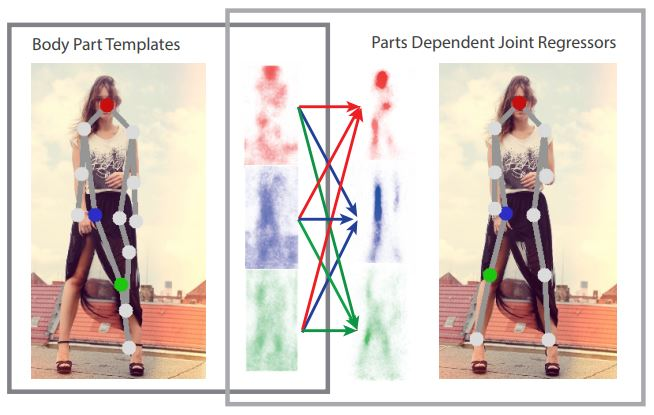 Body Part Templates
Parts Dependent Joint Regressors